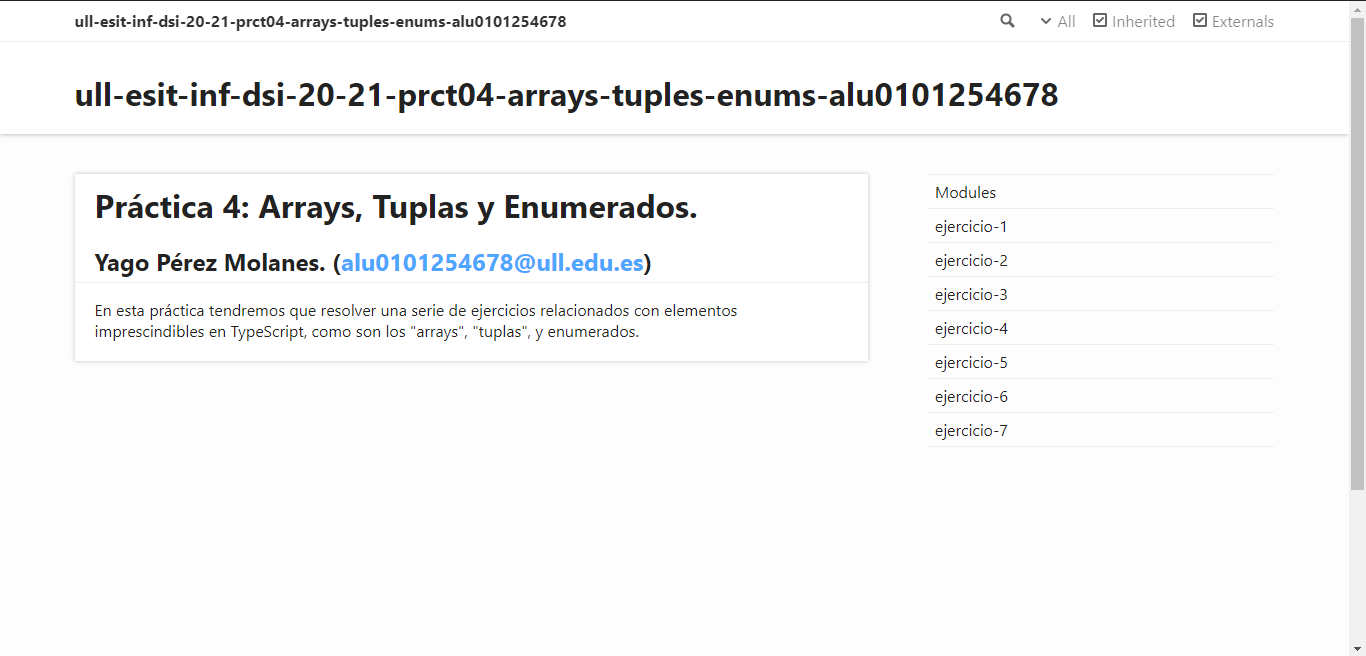 ull-esit-inf-dsi-20-21-prct04-arrays-tuples-enums-alu0101254678
All Inherited Externals
ull-esit-inf-dsi-20-21-prct04-arrays-tuples-enums-alu0101254678
Práctica 4: Arrays, Tuplas y Enumerados.
Yago Pérez Molanes. (alu0101254678@ull.edu.es)
En esta práctica tendremos que resolver una serie de ejercicios relacionados con elementos
imprescindibles en TypeScript, como son los "arrays", "tuplas", y enumerados.
Modules
ejercicio-1
ejercicio-2
ejercicio-3
ejercicio-4
ejercicio-5
ejercicio-6
ejercicio-7